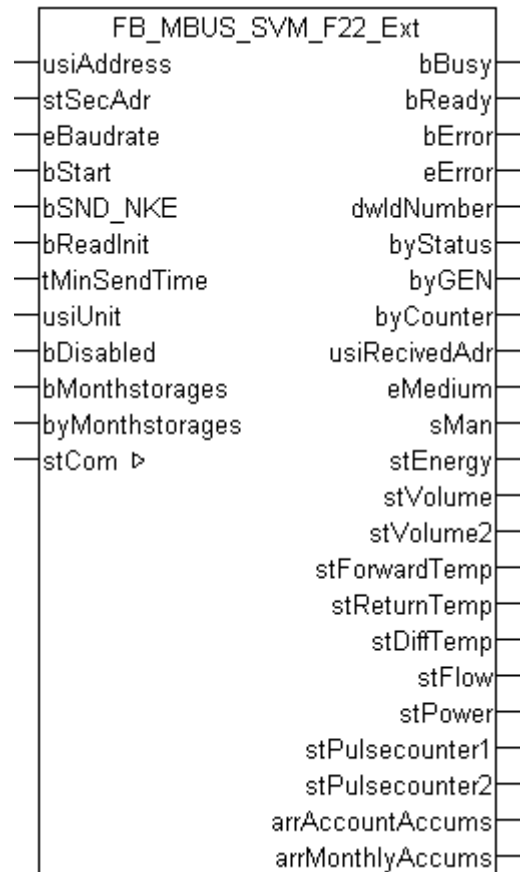 FB_MBUS_SVM_F22_Ext
usiAddress bBusy
stSecAdr bReady
eBaudrate bError
bStart eError
bSND_NKE dwIdNumber
bReadInit byStatus
tMinSendTime byGEN
usiUnit byCounter
bDisabled usiRecivedAdr
bMonthstorages eMedium
byMonthstorages sMan
stCom ▷ stEnergy
stVolume
stVolume2
stForwardTemp
stReturnTemp
stDiffTemp
stFlow
stPower
stPulsecounter1
stPulsecounter2
arrAccountAccums
arrMonthlyAccums